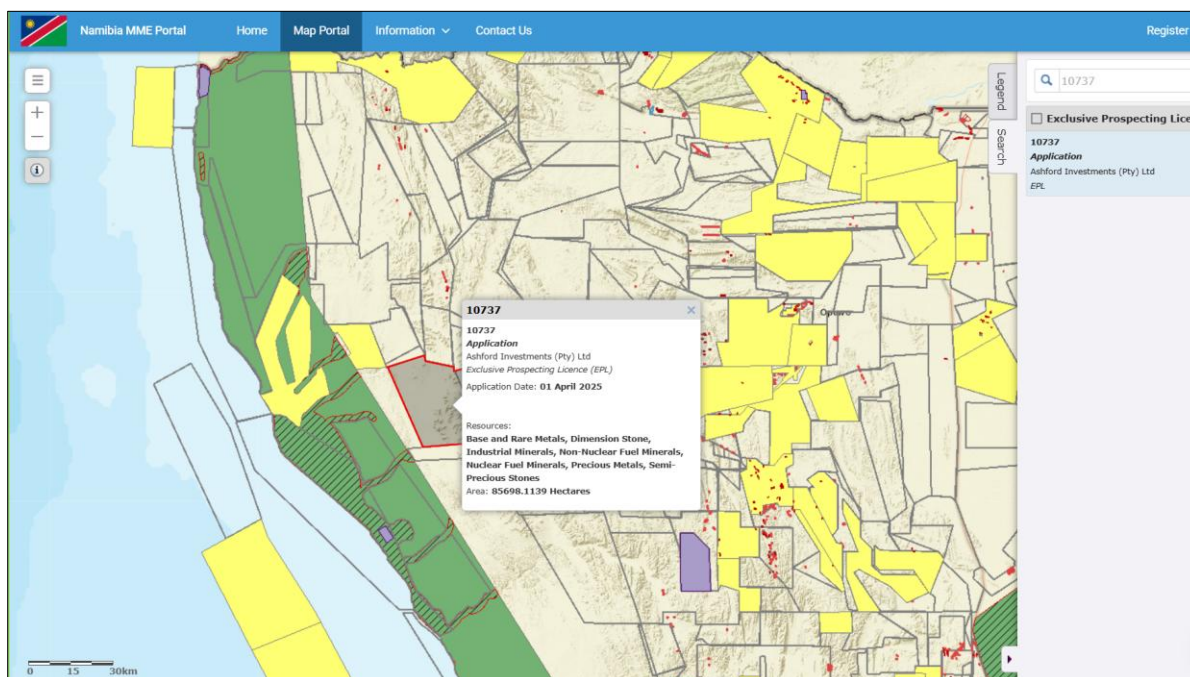 Namibia MME Portal
Home
Map Portal
Information
Contact Us
Register
Legend
Search
10737
Exclusive Prospecting Lice
10737
Application
Ashford Investments (Pty) Ltd
EPL
10737
10737
Application
Ashford Investments (Pty) Ltd
Exclusive Prospecting Licence (EPL)
Application Date: 01 April 2025
Resources:
Base and Rare Metals, Dimension Stone,
Industrial Minerals, Non-Nuclear Fuel Minerals,
Nuclear Fuel Minerals, Precious Metals, Semi-
Precious Stones
Area: 85698.1139 Hectares
0 15 30km